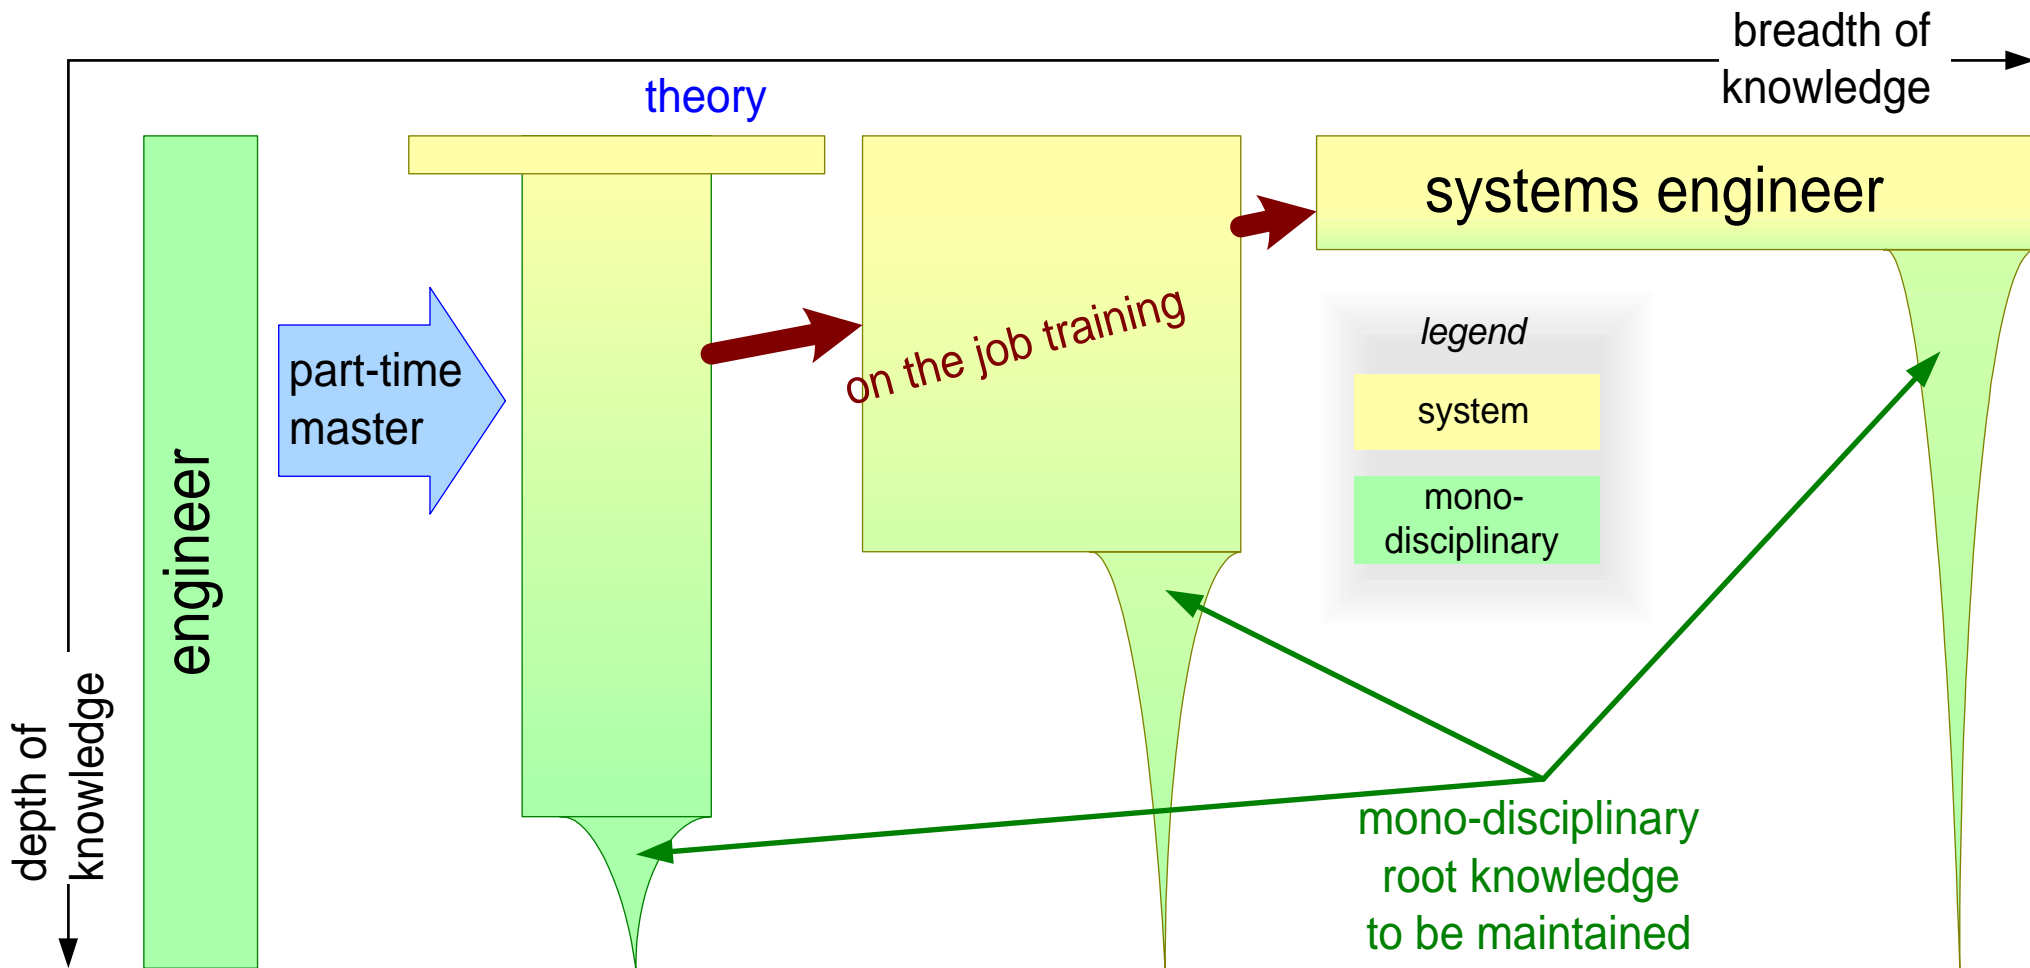 breadth of
knowledge
theory
systems engineer
part-time
master
on the job training
legend
system
mono-
disciplinary
engineer
depth of
knowledge
mono-disciplinary
root knowledge
to be maintained